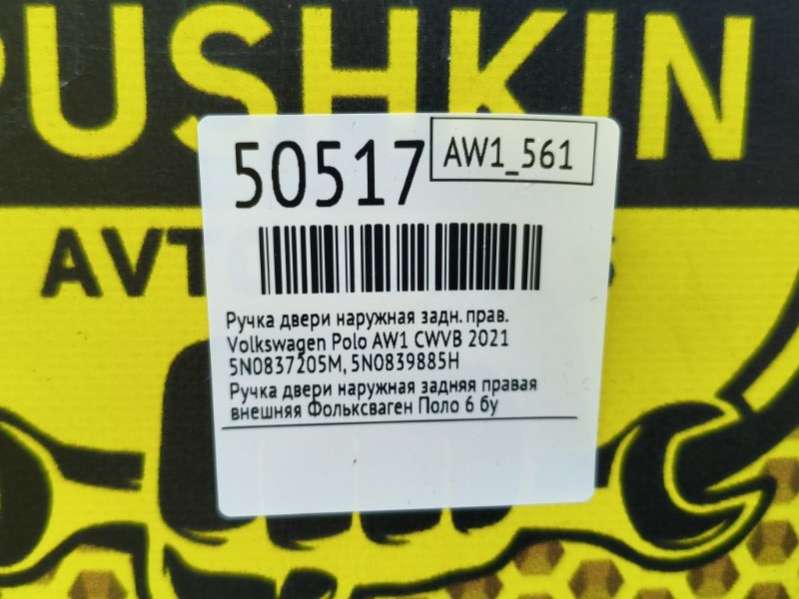 PUSHKIN
50517
AW1_561
Ручка двери наружная задн. прав.
Volkswagen Polo AW1 CWVB 2021
5N0837205M, 5N0839885H
Ручка двери наружная задняя правая
внешняя Фольксваген Поло 6 бу